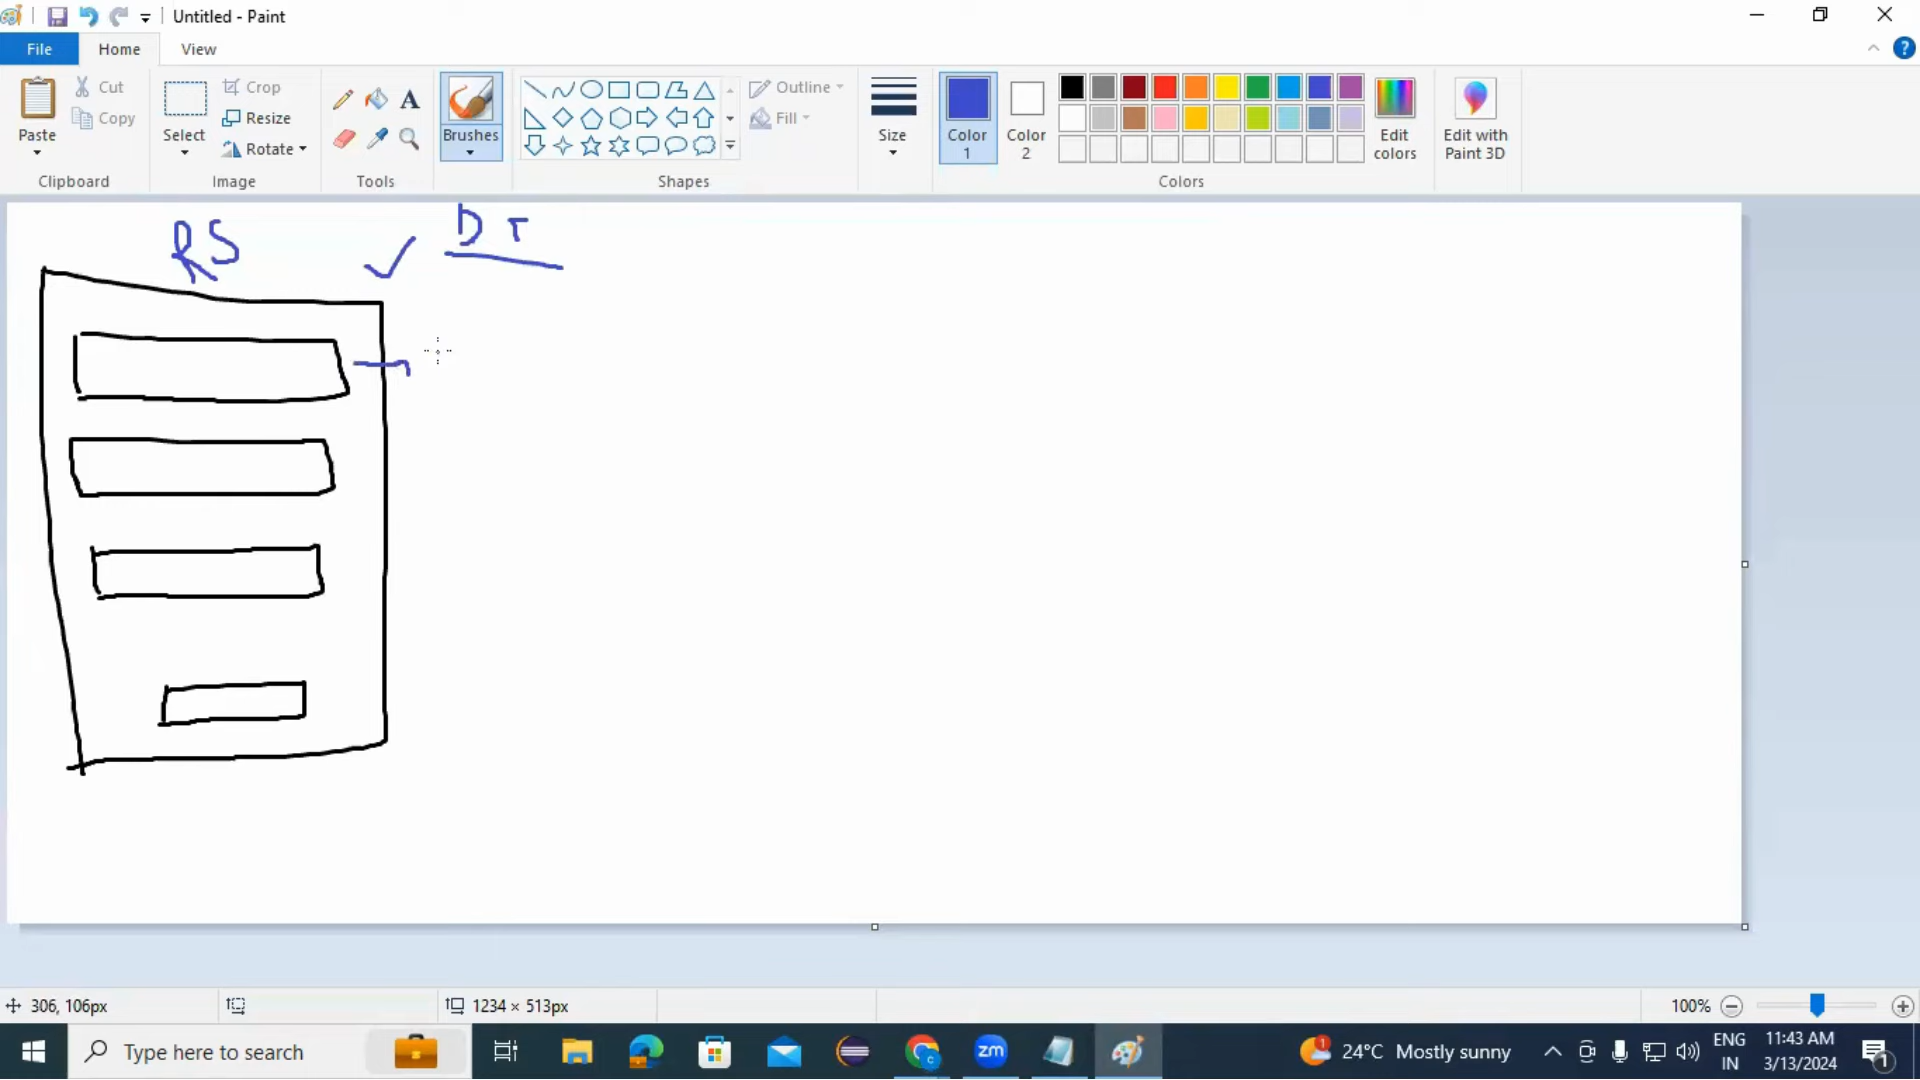 Untitled - Paint
File Home View
Paste
Cut
Copy
Clipboard
Select
Crop
Resize
Rotate
Image
Tools
Brushes
Shapes
Outline
Fill
Size
Color 1
Color 2
Colors
Edit colors
Edit with Paint 3D
RS
D T
306, 106px
1234 × 513px
100%
Type here to search
zm
24°C Mostly sunny
ENG
IN
11:43 AM
3/13/2024
1